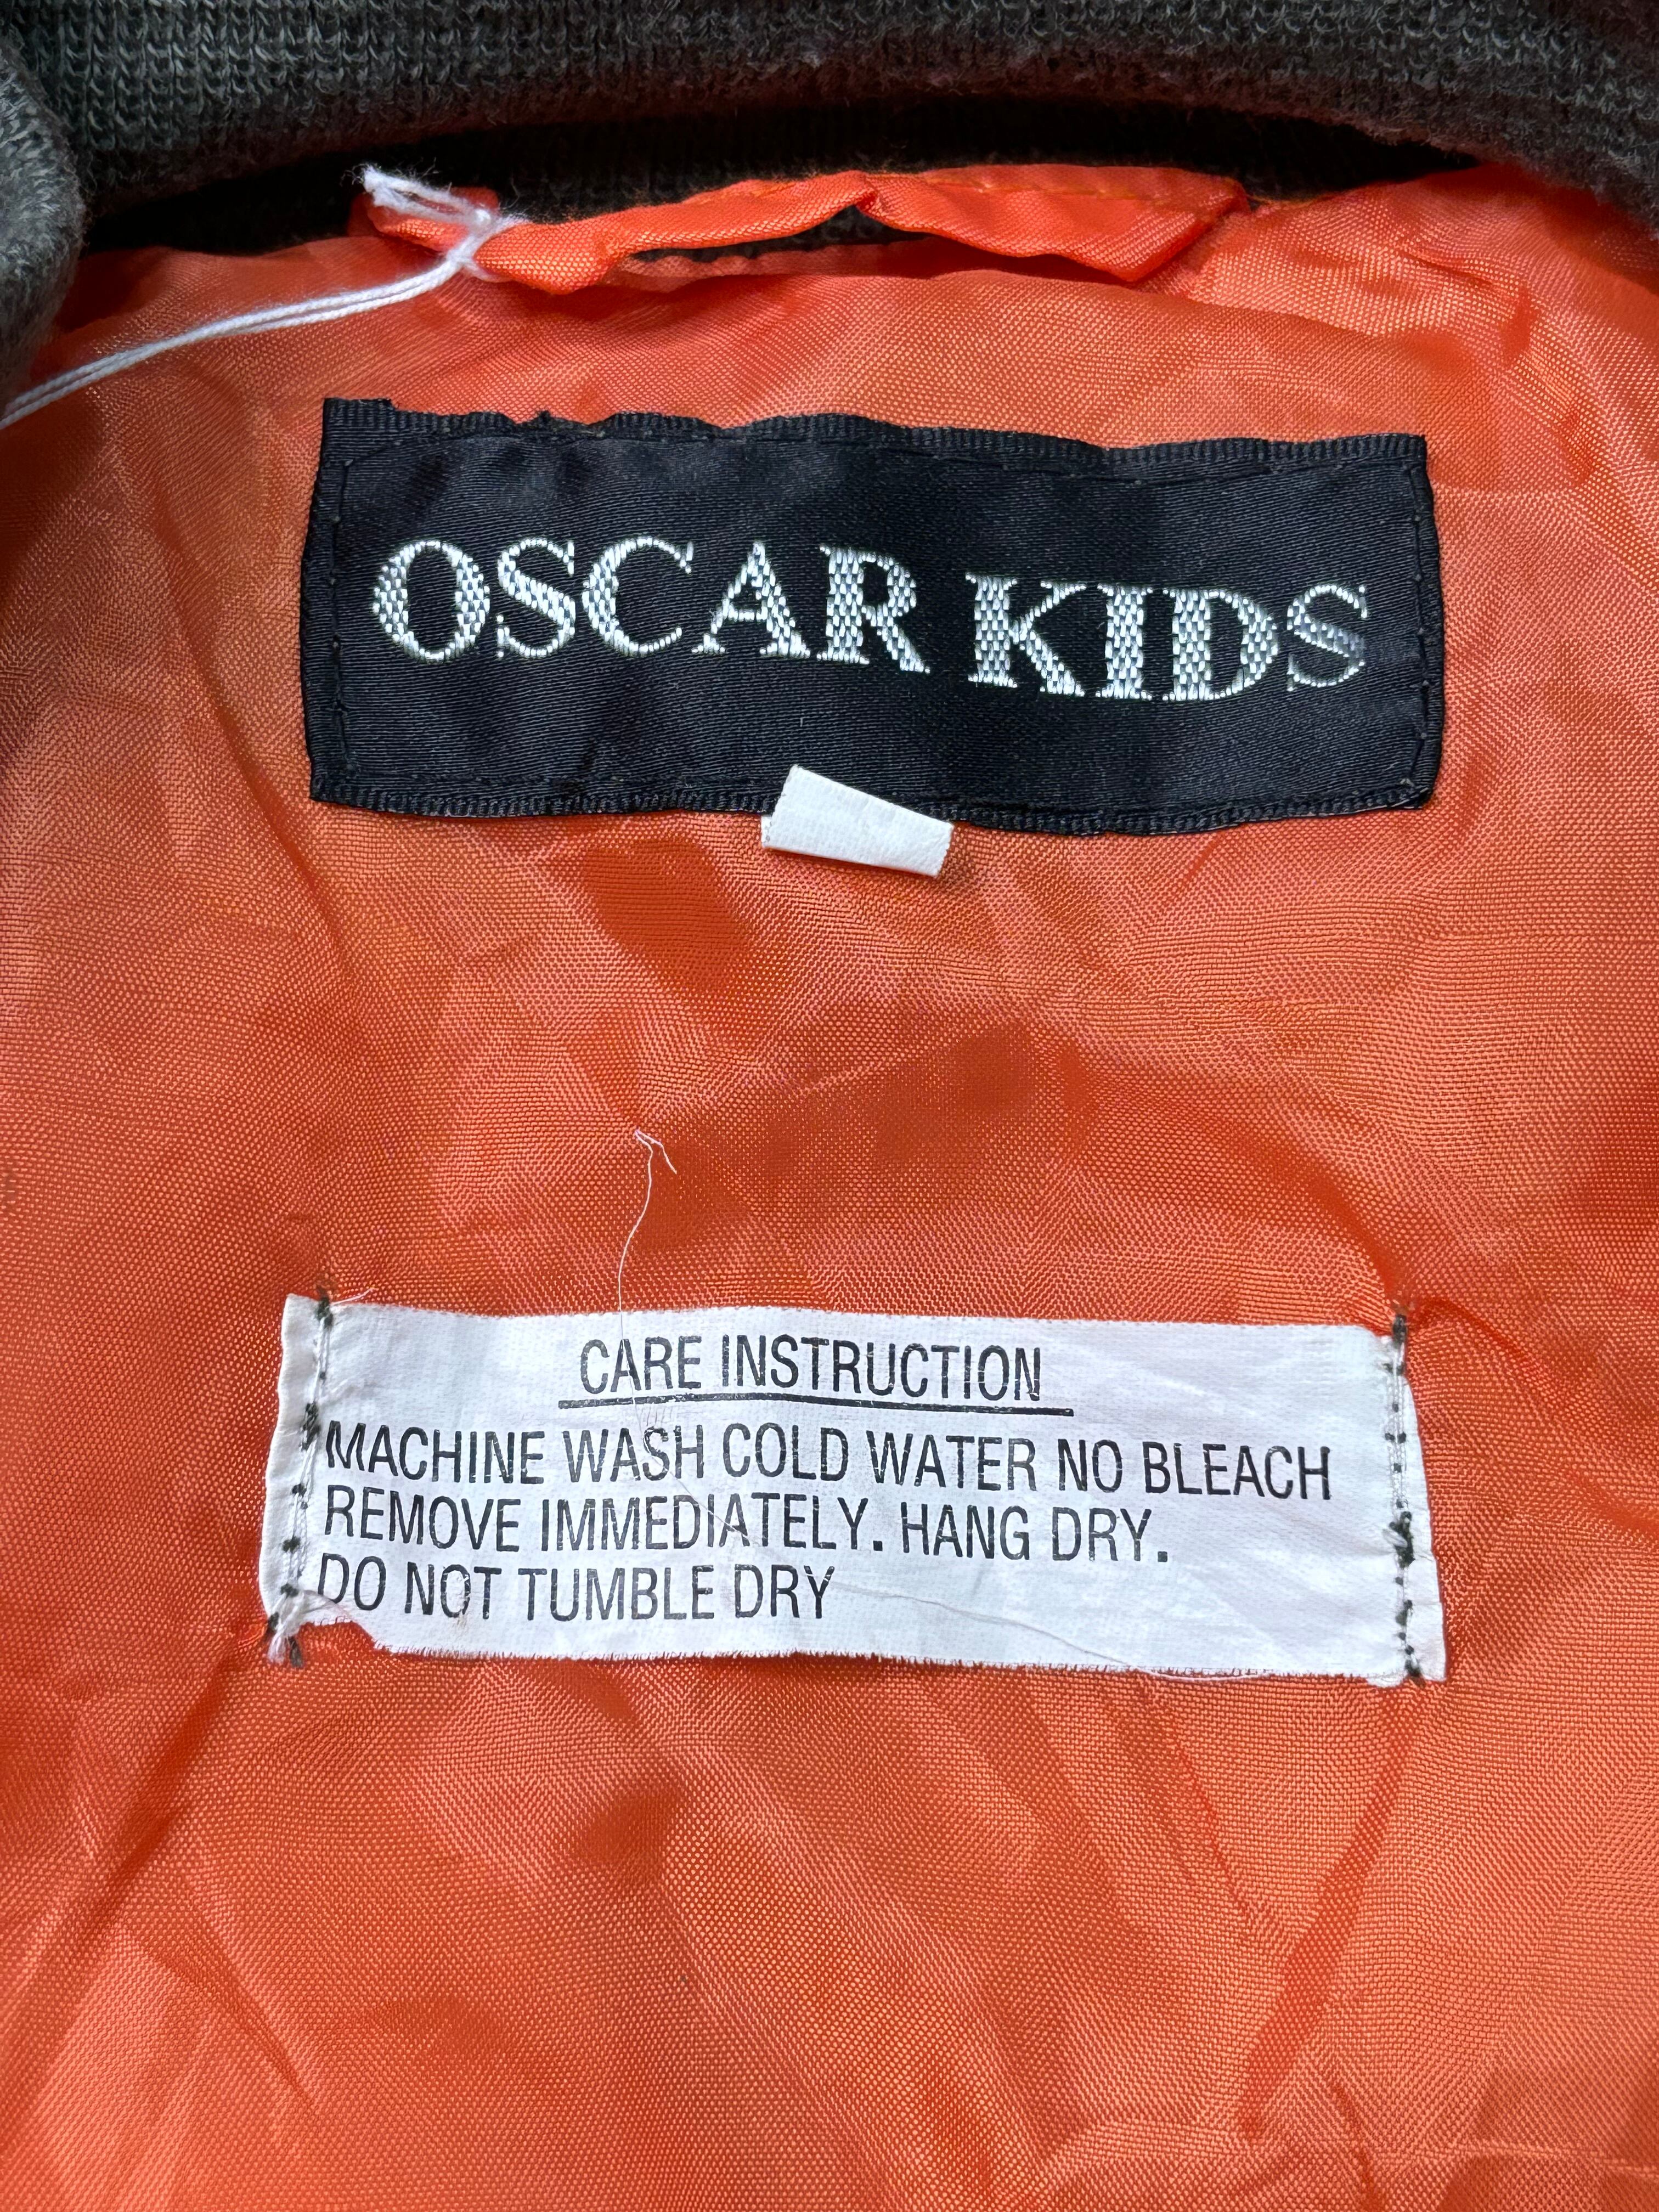 OSCAR KIDS
CARE INSTRUCTION
MACHINE WASH COLD WATER NO BLEACH
REMOVE IMMEDIATELY. HANG DRY.
DO NOT TUMBLE DRY